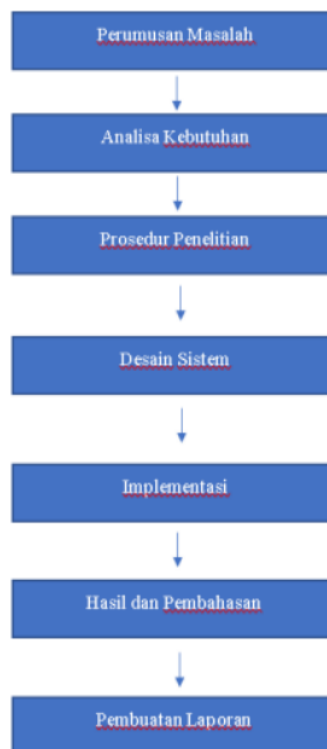 Perumusan Masalah
Analisa Kebutuhan
Prosedur Penelitian
Desain Sistem
Implementasi
Hasil dan Pembahasan
Pembuatan Laporan